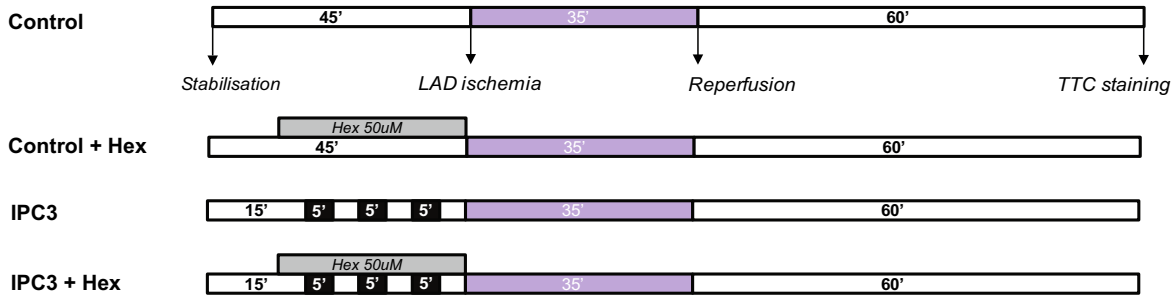 Control 45’ 35’ 60’
Stabilisation LAD ischemia Reperfusion TTC staining
Hex 50uM
Control + Hex 45’ 35’ 60’
IPC3 15’ 5’ 5’ 5’ 35’ 60’
Hex 50uM
IPC3 + Hex 15’ 5’ 5’ 5’ 35’ 60’